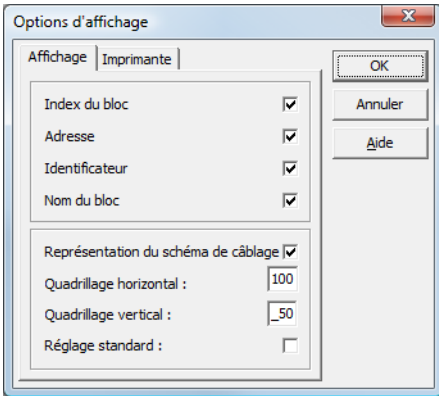 Options d'affichage
Affichage
Imprimante
OK
Annuler
Aide
Index du bloc
Adresse
Identificateur
Nom du bloc
Représentation du schéma de câblage
Quadrillage horizontal : 100
Quadrillage vertical : _50
Réglage standard :